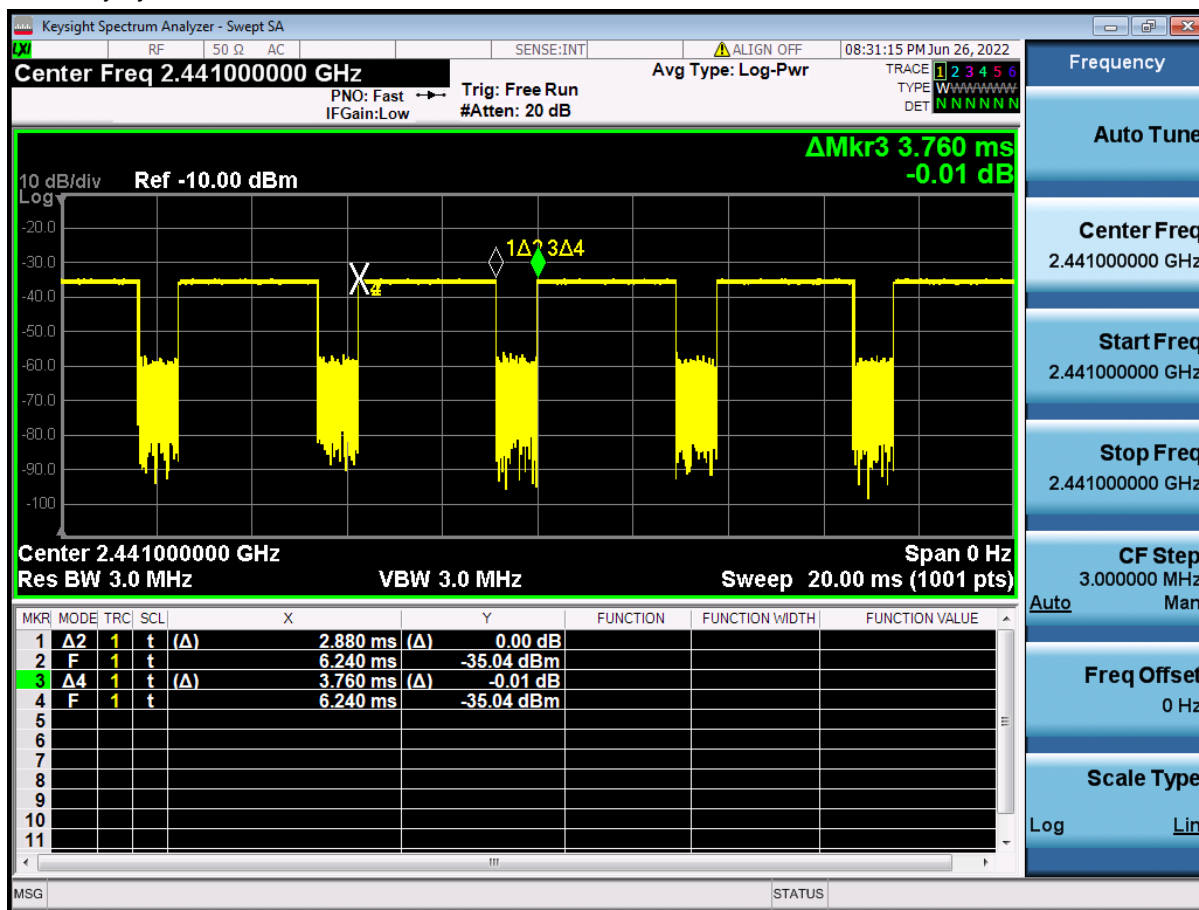 Keysight Spectrum Analyzer - Swept SA
LXI RF 50 Ω AC SENSE:INT ALIGN OFF 08:31:15 PM Jun 26, 2022
Center Freq 2.441000000 GHz
PNO: Fast
IFGain:Low
Trig: Free Run
#Atten: 20 dB
Avg Type: Log-Pwr
TRACE 1 2 3 4 5 6
TYPE WWWWWW
DET N N N N N N
ΔMkr3 3.760 ms
-0.01 dB
10 dB/div Ref -10.00 dBm
Log
-20.0
-30.0
-40.0
-50.0
-60.0
-70.0
-80.0
-90.0
-100
1Δ2 3Δ4
X
Center 2.441000000 GHz Span 0 Hz
Res BW 3.0 MHz VBW 3.0 MHz Sweep 20.00 ms (1001 pts)
MKR MODE TRC SCL X Y FUNCTION FUNCTION WIDTH FUNCTION VALUE
1 Δ2 1 t (Δ) 2.880 ms (Δ) 0.00 dB
2 F 1 t 6.240 ms -35.04 dBm
3 Δ4 1 t (Δ) 3.760 ms (Δ) -0.01 dB
4 F 1 t 6.240 ms -35.04 dBm
5
6
7
8
9
10
11
MSG STATUS
Frequency
Auto Tune
Center Freq
2.441000000 GHz
Start Freq
2.441000000 GHz
Stop Freq
2.441000000 GHz
CF Step
3.000000 MHz
Auto Man
Freq Offset
0 Hz
Scale Type
Log Lin